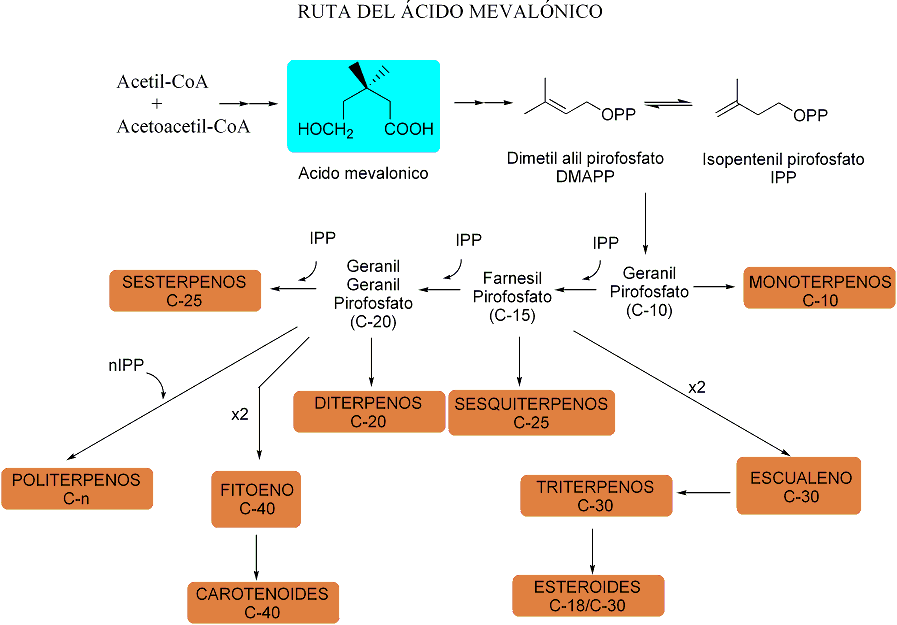 RUTA DEL ÁCIDO MEVALÓNICO
Acetil-CoA
+
Acetoacetil-CoA
HOCH2
COOH
Acido mevalonico
OPP
Dimetil alil pirofosfato
DMAPP
OPP
Isopentenil pirofosfato
IPP
IPP
IPP
IPP
SESTERPENOS
C-25
Geranil
Geranil
Pirofosfato
(C-20)
Farnesil
Pirofosfato
(C-15)
Geranil
Pirofosfato
(C-10)
MONOTERPENOS
C-10
nIPP
x2
DITERPENOS
C-20
SESQUITERPENOS
C-25
x2
POLITERPENOS
C-n
FITOENO
C-40
TRITERPENOS
C-30
ESCUALENO
C-30
CAROTENOIDES
C-40
ESTEROIDES
C-18/C-30